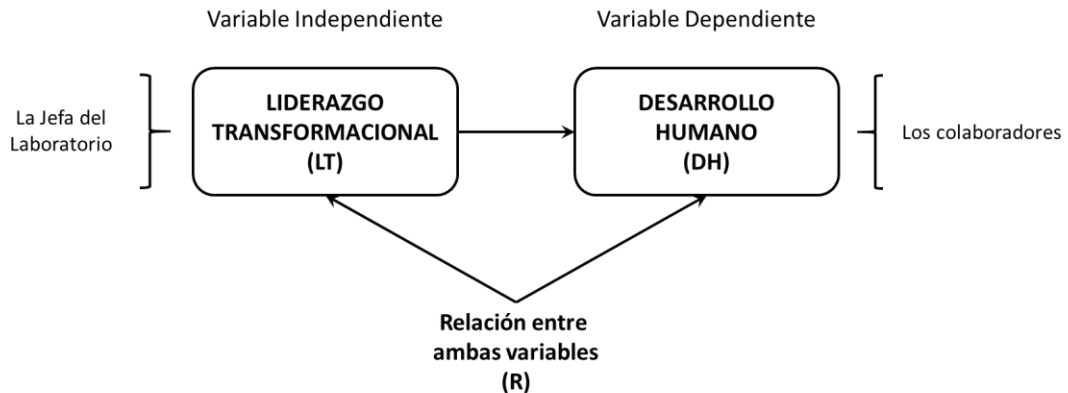 Variable Independiente
Variable Dependiente
La Jefa del
Laboratorio
LIDERAZGO
TRANSFORMACIONAL
(LT)
DESARROLLO
HUMANO
(DH)
Los colaboradores
Relación entre
ambas variables
(R)